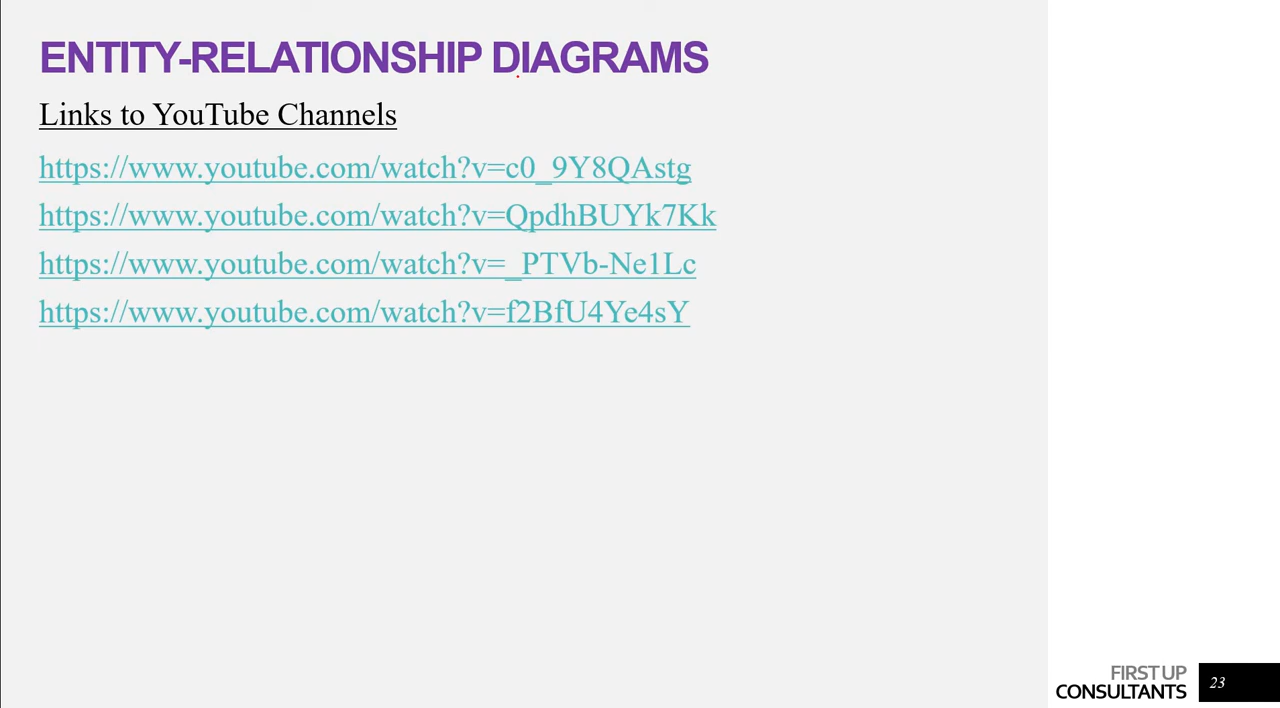 ENTITY-RELATIONSHIP DIAGRAMS
Links to YouTube Channels
https://www.youtube.com/watch?v=c0_9Y8QAstg
https://www.youtube.com/watch?v=QpdhBUYk7Kk
https://www.youtube.com/watch?v=_PTVb-Ne1Lc
https://www.youtube.com/watch?v=f2BfU4Ye4sY
FIRST UP
CONSULTANTS
23